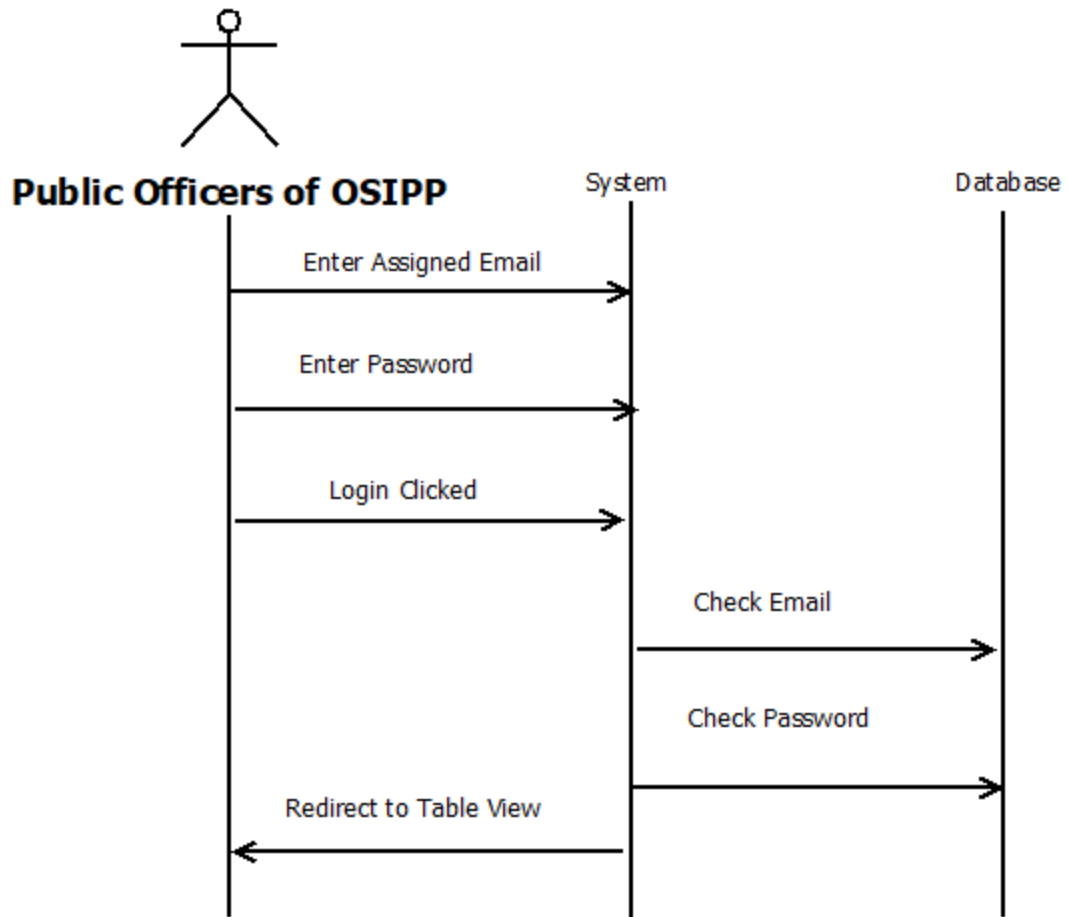 Public Officers of OSIPP
System
Database
Enter Assigned Email
Enter Password
Login Clicked
Check Email
Check Password
Redirect to Table View